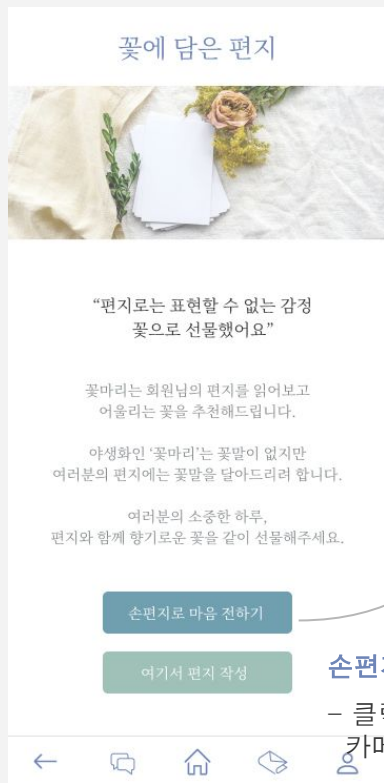 꽃에 담은 편지
“편지로는 표현할 수 없는 감정
꽃으로 선물했어요”
꽃마리는 회원님의 편지를 읽어보고
어울리는 꽃을 추천해드립니다.
야생화인 ‘꽃마리’는 꽃말이 없지만
여러분의 편지에는 꽃말을 달아드리려 합니다.
여러분의 소중한 하루,
편지와 함께 향기로운 꽃을 같이 선물해주세요.
손편지로 마음 전하기
여기서 편지 작성